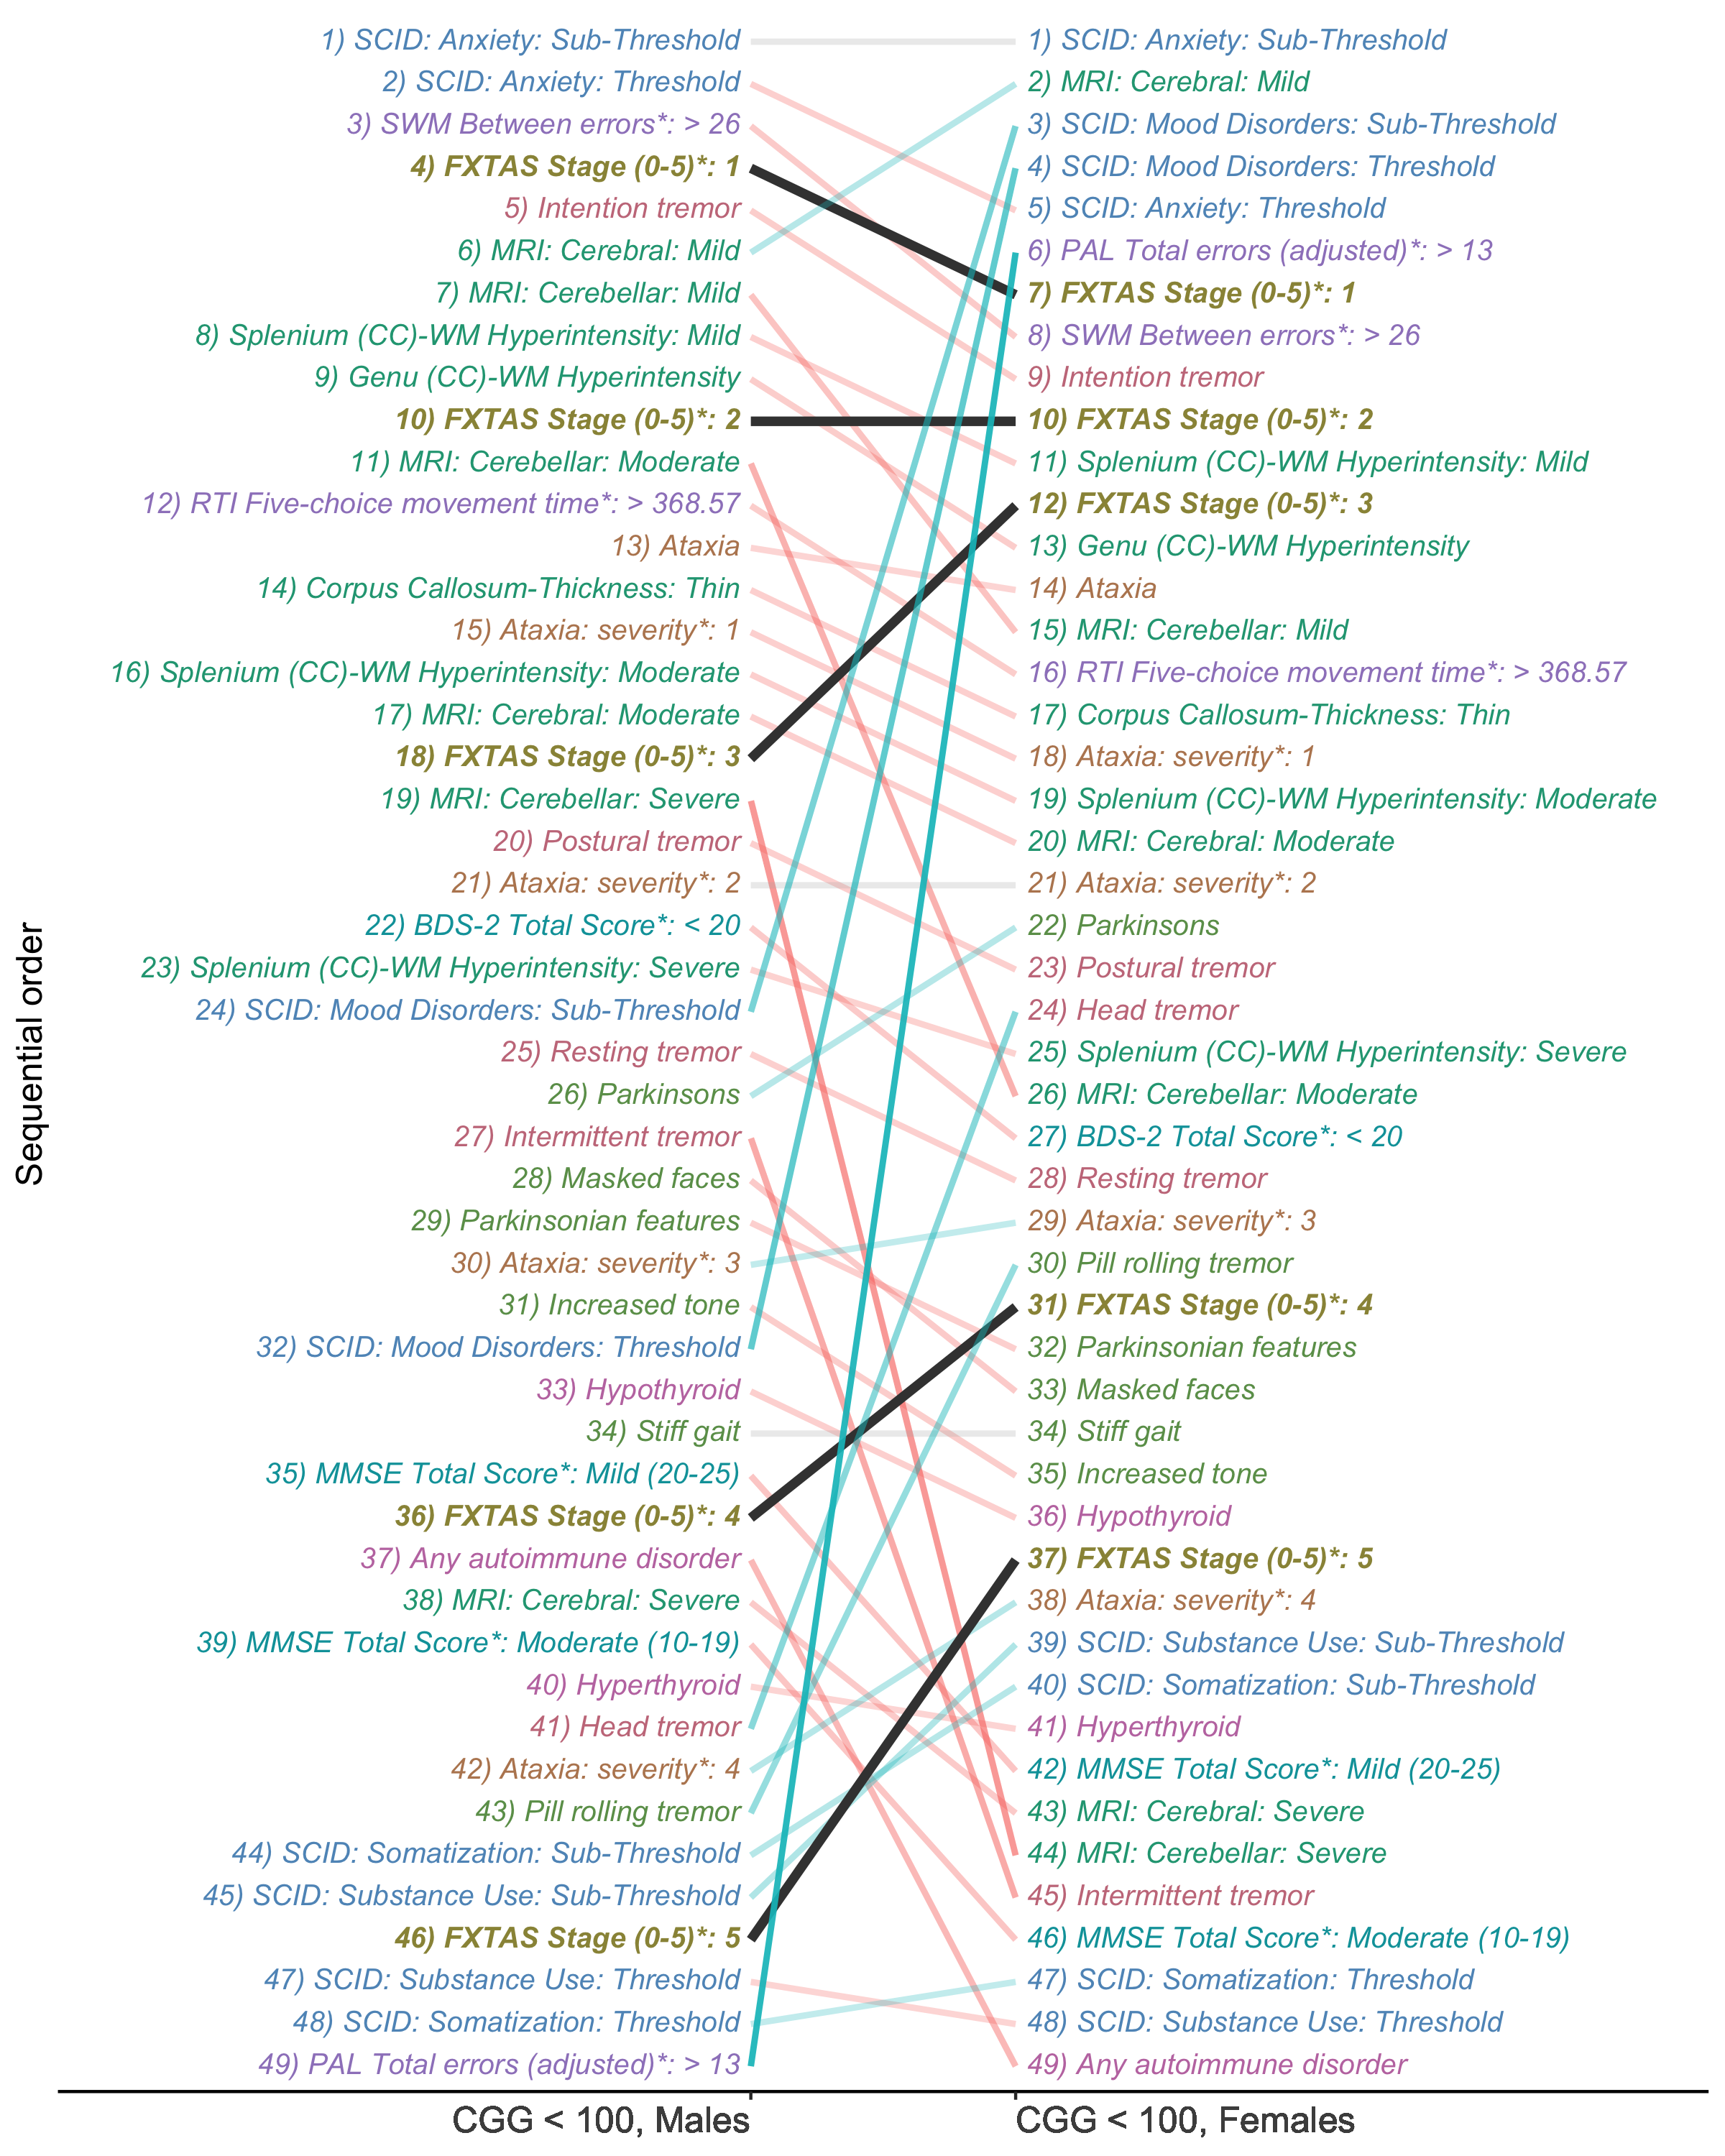 Sequential order
1) SCID: Anxiety: Sub-Threshold
2) SCID: Anxiety: Threshold
3) SWM Between errors*: > 26
4) FXTAS Stage (0-5)*: 1
5) Intention tremor
6) MRI: Cerebral: Mild
7) MRI: Cerebellar: Mild
8) Splenium (CC)-WM Hyperintensity: Mild
9) Genu (CC)-WM Hyperintensity
10) FXTAS Stage (0-5)*: 2
11) MRI: Cerebellar: Moderate
12) RTI Five-choice movement time*: > 368.57
13) Ataxia
14) Corpus Callosum-Thickness: Thin
15) Ataxia: severity*: 1
16) Splenium (CC)-WM Hyperintensity: Moderate
17) MRI: Cerebral: Moderate
18) FXTAS Stage (0-5)*: 3
19) MRI: Cerebellar: Severe
20) Postural tremor
21) Ataxia: severity*: 2
22) BDS-2 Total Score*: < 20
23) Splenium (CC)-WM Hyperintensity: Severe
24) SCID: Mood Disorders: Sub-Threshold
25) Resting tremor
26) Parkinsons
27) Intermittent tremor
28) Masked faces
29) Parkinsonian features
30) Ataxia: severity*: 3
31) Increased tone
32) SCID: Mood Disorders: Threshold
33) Hypothyroid
34) Stiff gait
35) MMSE Total Score*: Mild (20-25)
36) FXTAS Stage (0-5)*: 4
37) Any autoimmune disorder
38) MRI: Cerebral: Severe
39) MMSE Total Score*: Moderate (10-19)
40) Hyperthyroid
41) Head tremor
42) Ataxia: severity*: 4
43) Pill rolling tremor
44) SCID: Somatization: Sub-Threshold
45) SCID: Substance Use: Sub-Threshold
46) FXTAS Stage (0-5)*: 5
47) SCID: Substance Use: Threshold
48) SCID: Somatization: Threshold
49) PAL Total errors (adjusted)*: > 13
CGG < 100, Males
1) SCID: Anxiety: Sub-Threshold
2) MRI: Cerebral: Mild
3) SCID: Mood Disorders: Sub-Threshold
4) SCID: Mood Disorders: Threshold
5) SCID: Anxiety: Threshold
6) PAL Total errors (adjusted)*: > 13
7) FXTAS Stage (0-5)*: 1
8) SWM Between errors*: > 26
9) Intention tremor
10) FXTAS Stage (0-5)*: 2
11) Splenium (CC)-WM Hyperintensity: Mild
12) FXTAS Stage (0-5)*: 3
13) Genu (CC)-WM Hyperintensity
14) Ataxia
15) MRI: Cerebellar: Mild
16) RTI Five-choice movement time*: > 368.57
17) Corpus Callosum-Thickness: Thin
18) Ataxia: severity*: 1
19) Splenium (CC)-WM Hyperintensity: Moderate
20) MRI: Cerebral: Moderate
21) Ataxia: severity*: 2
22) Parkinsons
23) Postural tremor
24) Head tremor
25) Splenium (CC)-WM Hyperintensity: Severe
26) MRI: Cerebellar: Moderate
27) BDS-2 Total Score*: < 20
28) Resting tremor
29) Ataxia: severity*: 3
30) Pill rolling tremor
31) FXTAS Stage (0-5)*: 4
32) Parkinsonian features
33) Masked faces
34) Stiff gait
35) Increased tone
36) Hypothyroid
37) FXTAS Stage (0-5)*: 5
38) Ataxia: severity*: 4
39) SCID: Substance Use: Sub-Threshold
40) SCID: Somatization: Sub-Threshold
41) Hyperthyroid
42) MMSE Total Score*: Mild (20-25)
43) MRI: Cerebral: Severe
44) MRI: Cerebellar: Severe
45) Intermittent tremor
46) MMSE Total Score*: Moderate (10-19)
47) SCID: Somatization: Threshold
48) SCID: Substance Use: Threshold
49) Any autoimmune disorder
CGG < 100, Females